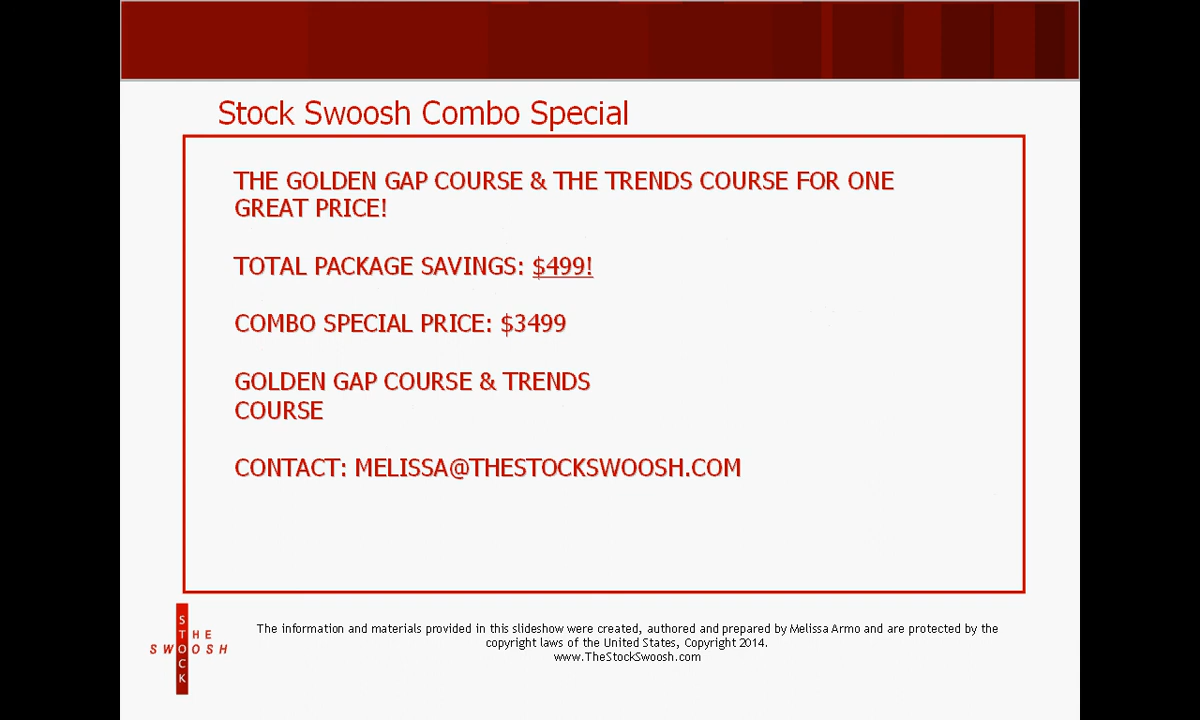 Stock Swoosh Combo Special
THE GOLDEN GAP COURSE & THE TRENDS COURSE FOR ONE
GREAT PRICE!
TOTAL PACKAGE SAVINGS: $499!
COMBO SPECIAL PRICE: $3499
GOLDEN GAP COURSE & TRENDS
COURSE
CONTACT: MELISSA@THESTOCKSWOOSH.COM
THE
STOCK
SWOOSH
The information and materials provided in this slideshow were created, authored and prepared by Melissa Armo and are protected by the
copyright laws of the United States, Copyright 2014.
www.TheStockSwoosh.com